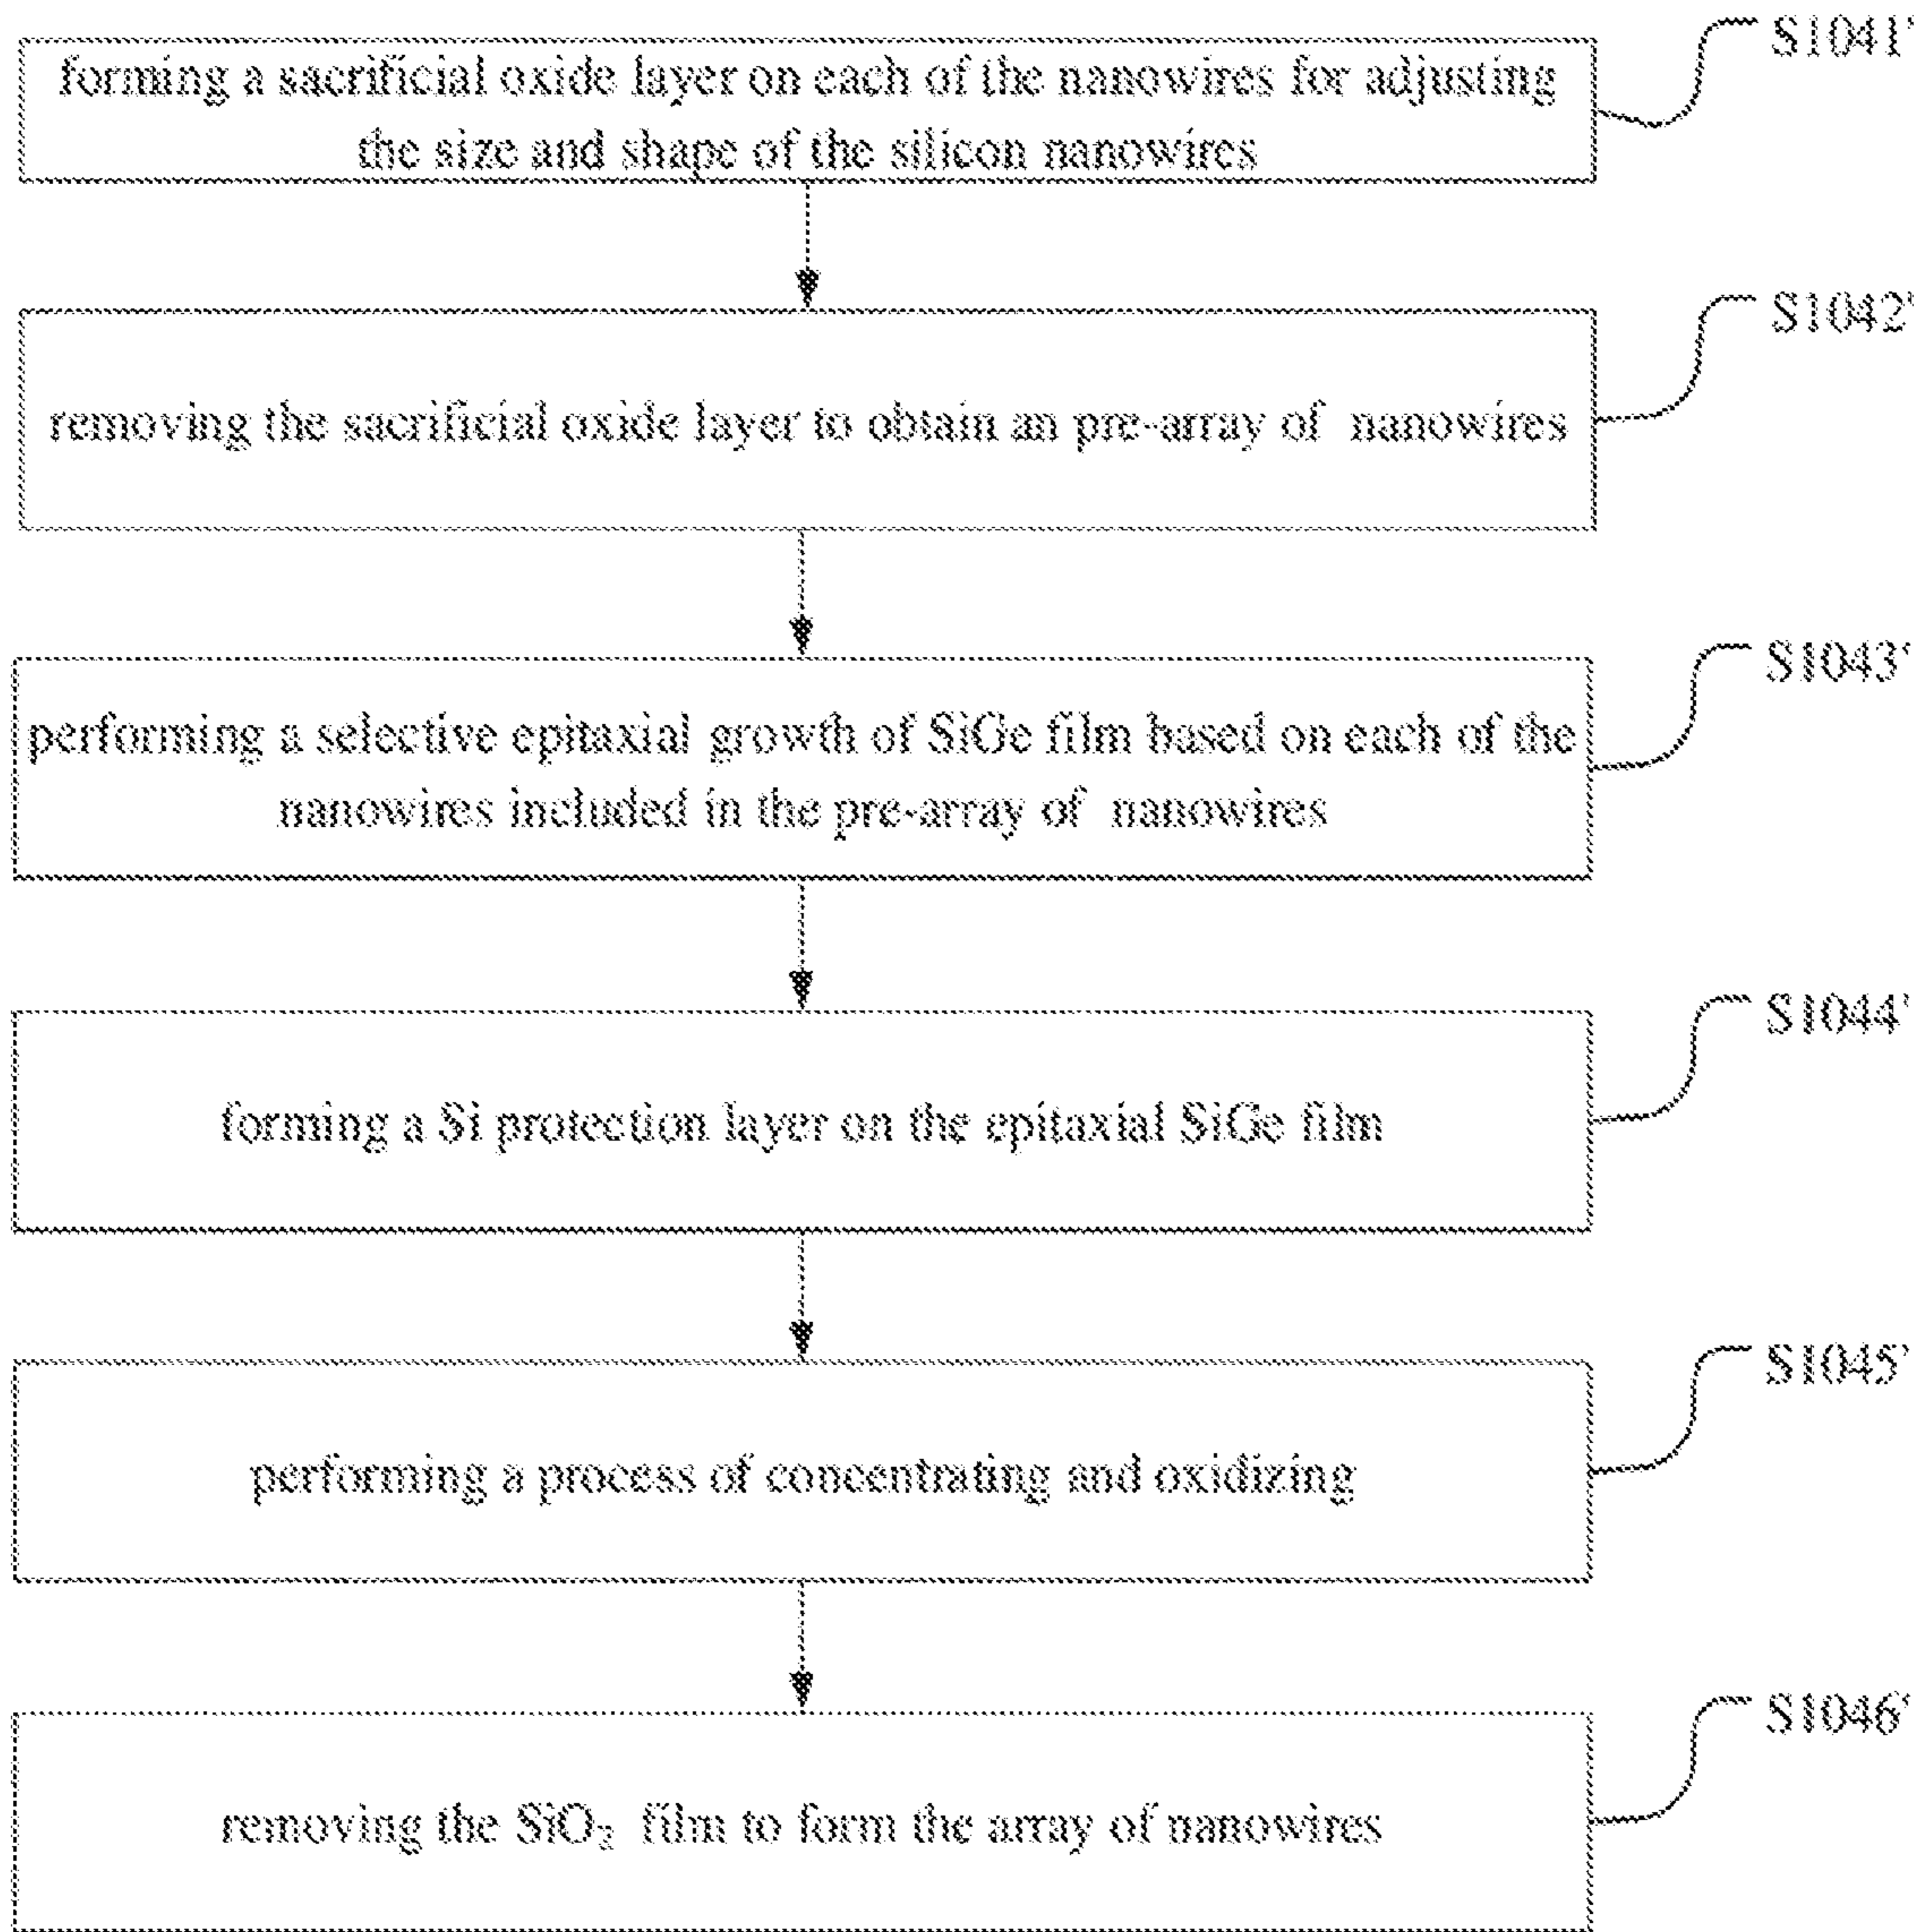 S1041'
forming a sacrificial oxide layer on each of the nanowires for adjusting
the size and shape of the silicon nanowires
S1042'
removing the sacrificial oxide layer to obtain an pre-array of nanowires
S1043'
performing a selective epitaxial growth of SiGe film based on each of the
nanowires included in the pre-array of nanowires
S1044'
forming a Si protection layer on the epitaxial SiGe film
S1045'
performing a process of concentrating and oxidizing
S1046'
removing the SiO₂ film to form the array of nanowires